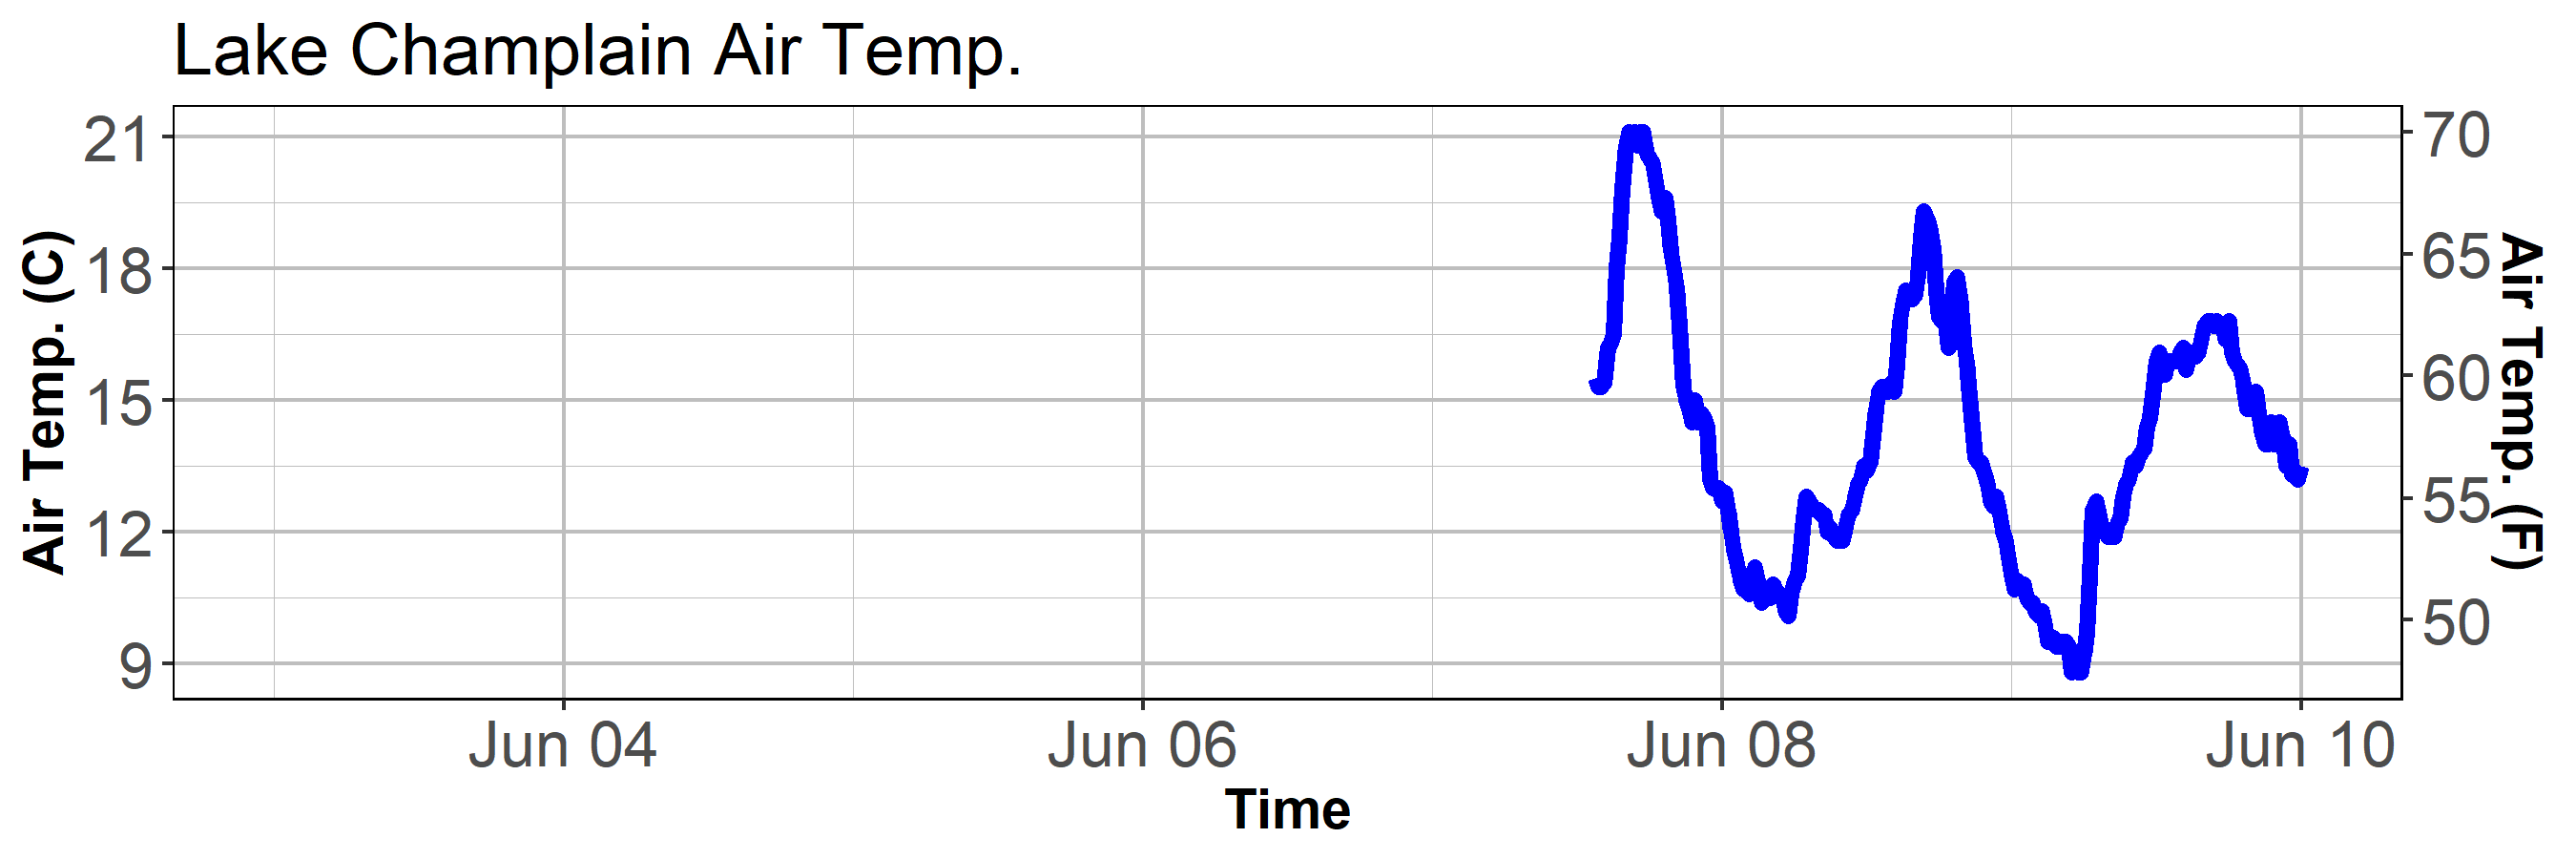 Lake Champlain Air Temp.
Air Temp. (C)
21
18
15
12
9
70
65
60
55
50
Air Temp. (F)
Jun 04 Jun 06 Jun 08 Jun 10
Time